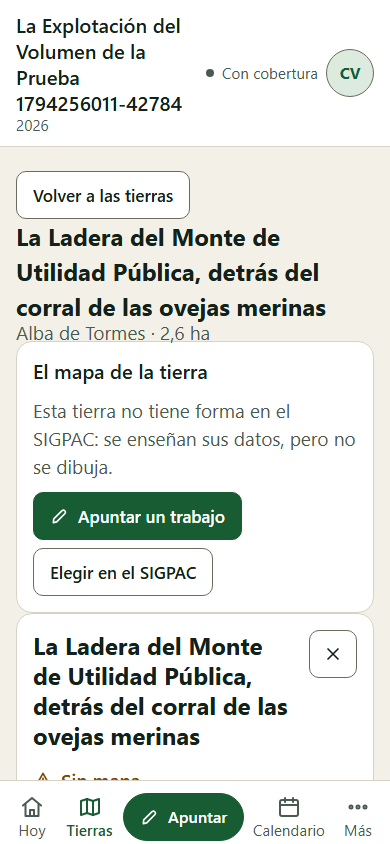 La Explotación del
Volumen de la
Prueba
1794256011-42784
2026
Con cobertura
CV
Volver a las tierras
La Ladera del Monte de
Utilidad Pública, detrás del
corral de las ovejas merinas
Alba de Tormes · 2,6 ha
El mapa de la tierra
Esta tierra no tiene forma en el
SIGPAC: se enseñan sus datos, pero no
se dibuja.
Apuntar un trabajo
Elegir en el SIGPAC
La Ladera del Monte
de Utilidad Pública,
detrás del corral de las
ovejas merinas
Sin mapa
Hoy
Tierras
Apuntar
Calendario
Más